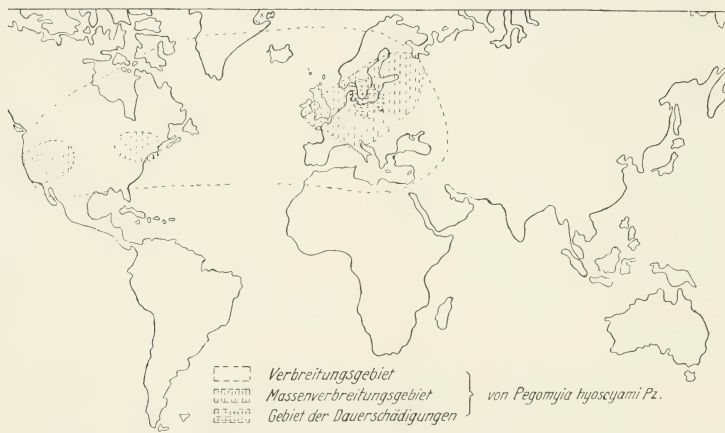 Verbreitungsgebiet
Massenverbreitungsgebiet
Gebiet der Dauerschädigungen
von Pegomyia hyoscyami Pz.